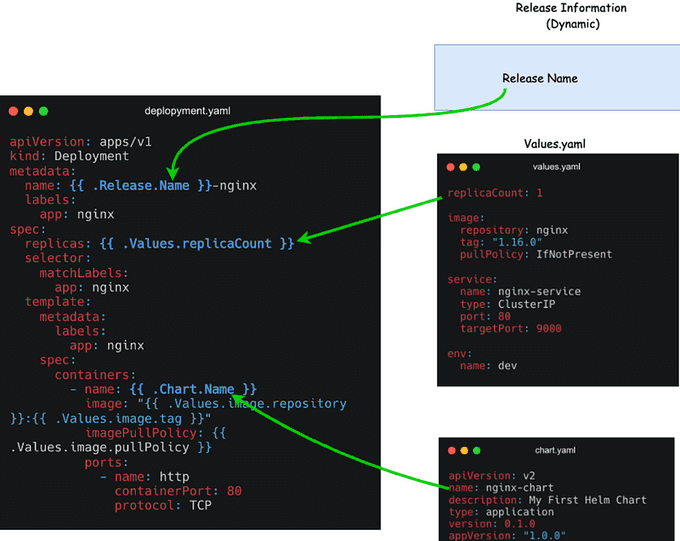 Release Information
(Dynamic)
Release Name
deplopyment.yaml
apiVersion: apps/v1
kind: Deployment
metadata:
  name: {{ .Release.Name }}-nginx
  labels:
    app: nginx
spec:
  replicas: {{ .Values.replicaCount }}
  selector:
    matchLabels:
      app: nginx
  template:
    metadata:
      labels:
        app: nginx
    spec:
      containers:
        - name: {{ .Chart.Name }}
          image: "{{ .Values.image.repository
}}:{{ .Values.image.tag }}"
          imagePullPolicy: {{
.Values.image.pullPolicy }}
          ports:
            - name: http
              containerPort: 80
              protocol: TCP
Values.yaml
values.yaml
replicaCount: 1
image:
  repository: nginx
  tag: "1.16.0"
  pullPolicy: IfNotPresent
service:
  name: nginx-service
  type: ClusterIP
  port: 80
  targetPort: 9000
env:
  name: dev
chart.yaml
apiVersion: v2
name: nginx-chart
description: My First Helm Chart
type: application
version: 0.1.0
appVersion: "1.0.0"